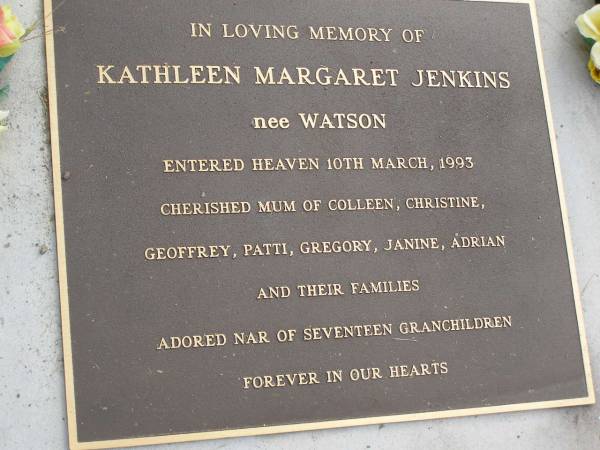 IN LOVING MEMORY OF
KATHLEEN MARGARET JENKINS
nee WATSON
ENTERED HEAVEN 10TH MARCH, 1993
CHERISHED MUM OF COLLEEN, CHRISTINE,
GEOFFREY, PATTI, GREGORY, JANINE, ADRIAN
AND THEIR FAMILIES
ADORED NAR OF SEVENTEEN GRANCHILDREN
FOREVER IN OUR HEARTS